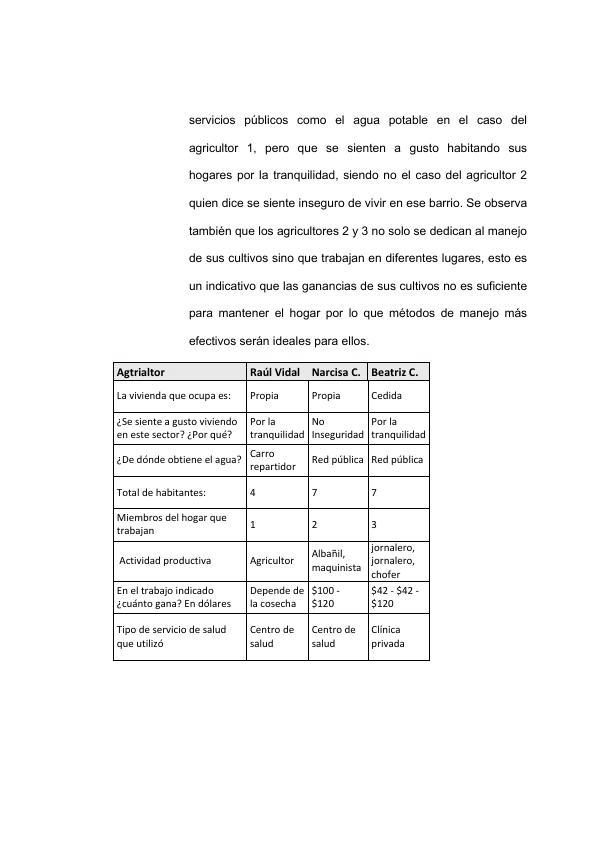 servicios públicos como el agua potable en el caso del
agricultor 1, pero que se sienten a gusto habitando sus
hogares por la tranquilidad, siendo no el caso del agricultor 2
quien dice se siente inseguro de vivir en ese barrio. Se observa
también que los agricultores 2 y 3 no solo se dedican al manejo
de sus cultivos sino que trabajan en diferentes lugares, esto es
un indicativo que las ganancias de sus cultivos no es suficiente
para mantener el hogar por lo que métodos de manejo más
efectivos serán ideales para ellos.
Agtrialtor Raúl Vidal Narcisa C. Beatriz C.
La vivienda que ocupa es: Propia Propia Cedida
¿Se siente a gusto viviendo Por la No Por la
en este sector? ¿Por qué? tranquilidad Inseguridad tranquilidad
¿De dónde obtiene el agua? Carro repartidor Red pública Red pública
Total de habitantes: 4 7 7
Miembros del hogar que
trabajan 1 2 3
Actividad productiva Agricultor Albañil, maquinista jornalero, jornalero, chofer
En el trabajo indicado Depende de $100 - $42 - $42 -
¿cuánto gana? En dólares la cosecha $120 $120
Tipo de servicio de salud Centro de Centro de Clínica
que utilizó salud salud privada